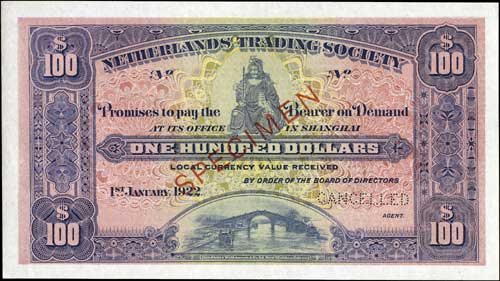 $ 100
$ 100
NETHERLANDS TRADING SOCIETY
No No
Promises to pay the Bearer on Demand
AT ITS OFFICE IN SHANGHAI
ONE HUNDRED DOLLARS
LOCAL CURRENCY VALUE RECEIVED
BY ORDER OF THE BOARD OF DIRECTORS
1ST JANUARY 1922.
CANCELLED
AGENT.
SPECIMEN
$ 100
$ 100